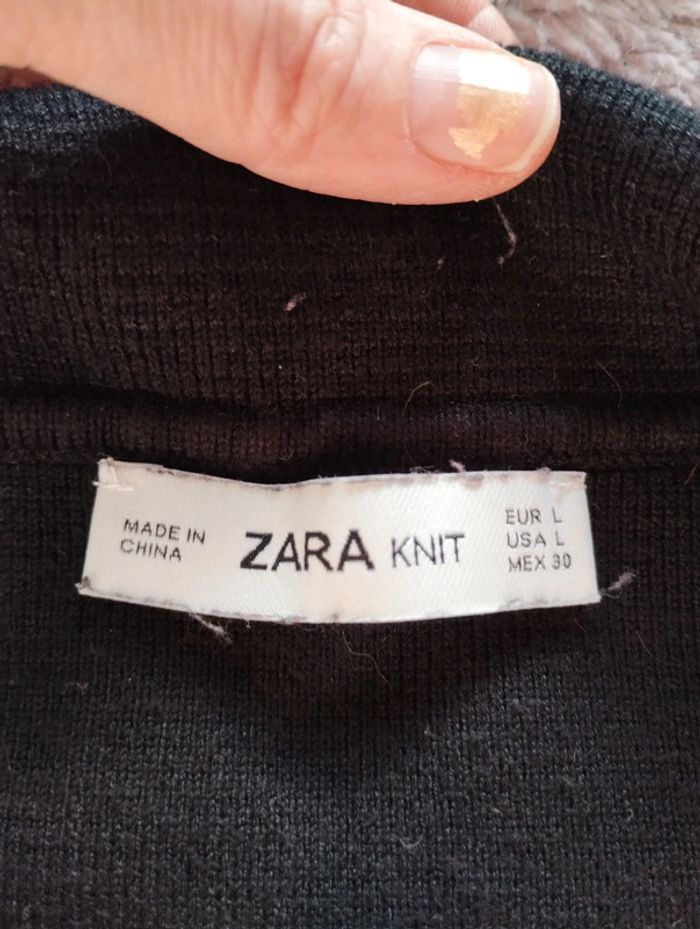 MADE IN
CHINA
ZARA KNIT
EUR L
USA L
MEX 30